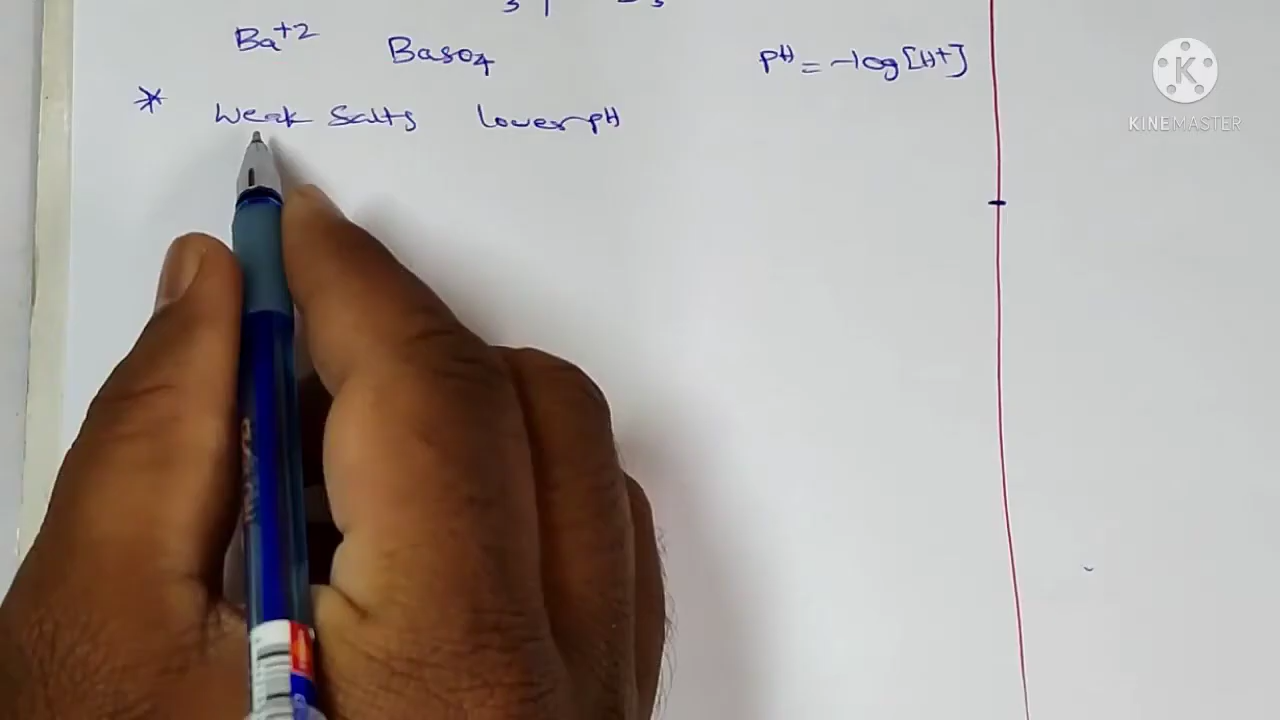 Ba+2 BaSO4 pH = -log[H+]
* Weak Salts lower pH
KINEMASTER